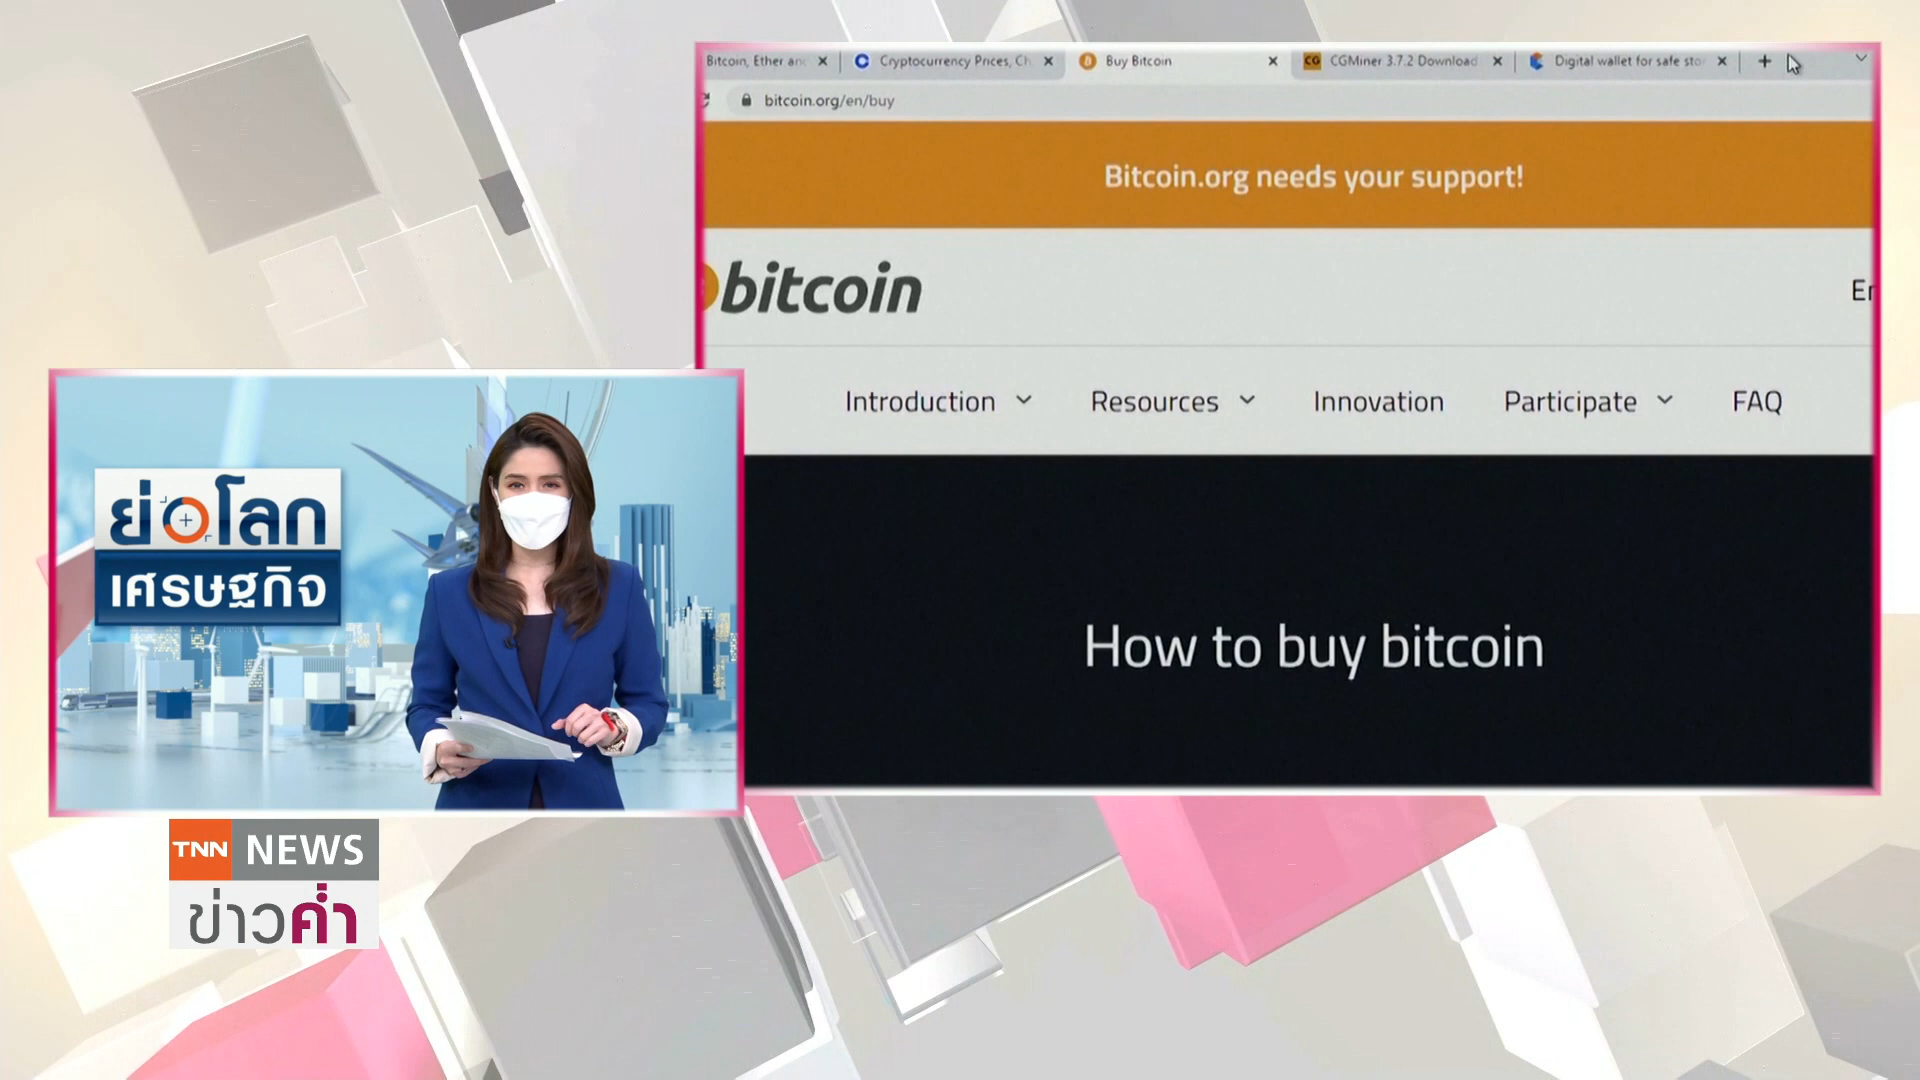 Bitcoin, Ether an
Cryptocurrency Prices, Ch
Buy Bitcoin
CG
CGMiner 3.7.2 Download
Digital wallet for safe sto
bitcoin.org/en/buy
Bitcoin.org needs your support!
bitcoin
En
Introduction
Resources
Innovation
Participate
FAQ
How to buy bitcoin
ย่อโลก
เศรษฐกิจ
TNN NEWS
ข่าวค่ำ